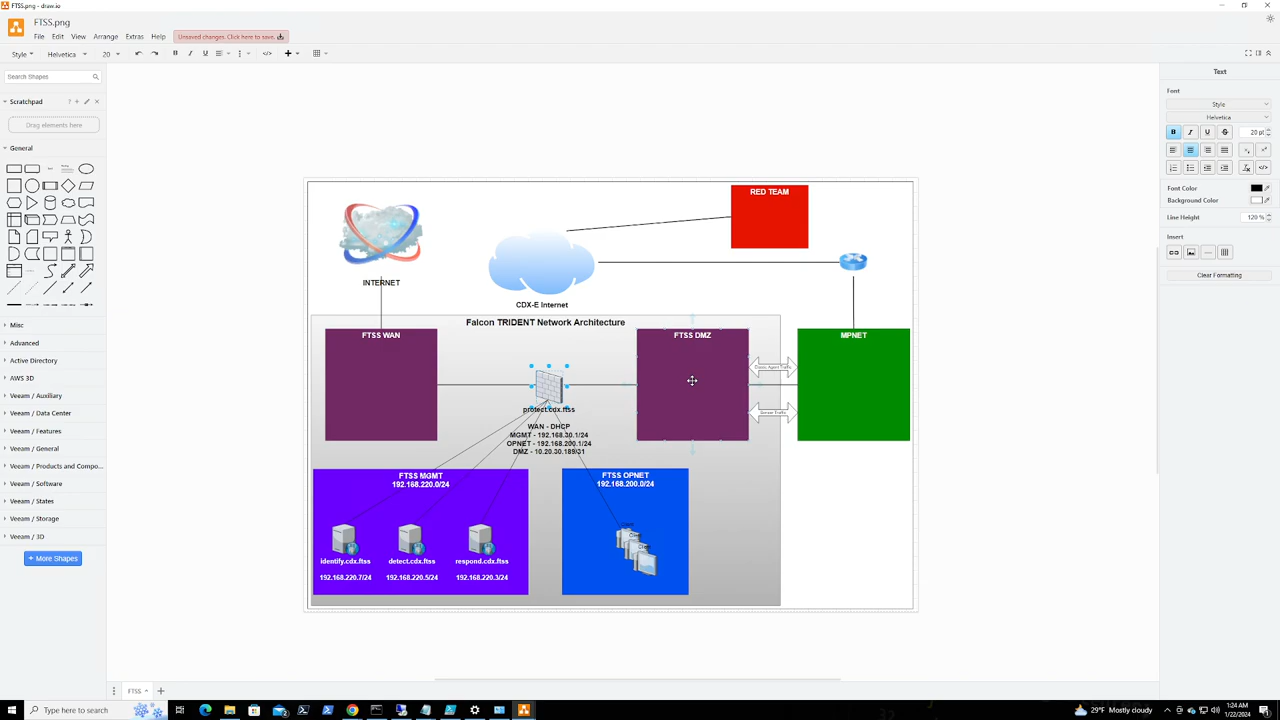 FTSS.png - draw.io
FTSS.png
File Edit View Arrange Extras Help
Unsaved changes. Click here to save.
Style Helvetica 20
Search Shapes
Scratchpad
Drag elements here
General
Misc
Advanced
Active Directory
AWS 3D
Veeam / Auxiliary
Veeam / Data Center
Veeam / Features
Veeam / General
Veeam / Products and Compo...
Veeam / Software
Veeam / States
Veeam / Storage
Veeam / 3D
+ More Shapes
RED TEAM
INTERNET
CDX-E Internet
Falcon TRIDENT Network Architecture
FTSS WAN
FTSS DMZ
MPNET
protect.cdx.ftss
WAN - DHCP
MGMT - 192.168.30.1/24
OPNET - 192.168.200.1/24
DMZ - 10.20.30.189/31
Sensor Traffic
FTSS MGMT
192.168.220.0/24
identify.cdx.ftss
192.168.220.7/24
detect.cdx.ftss
192.168.220.5/24
respond.cdx.ftss
192.168.220.3/24
FTSS OPNET
192.168.200.0/24
Text
Font
Style
Helvetica
B I U S 20 pt
Font Color
Background Color
Line Height 120 %
Insert
Clear Formatting
FTSS
Type here to search
29°F Mostly cloudy
1:24 AM
1/22/2024